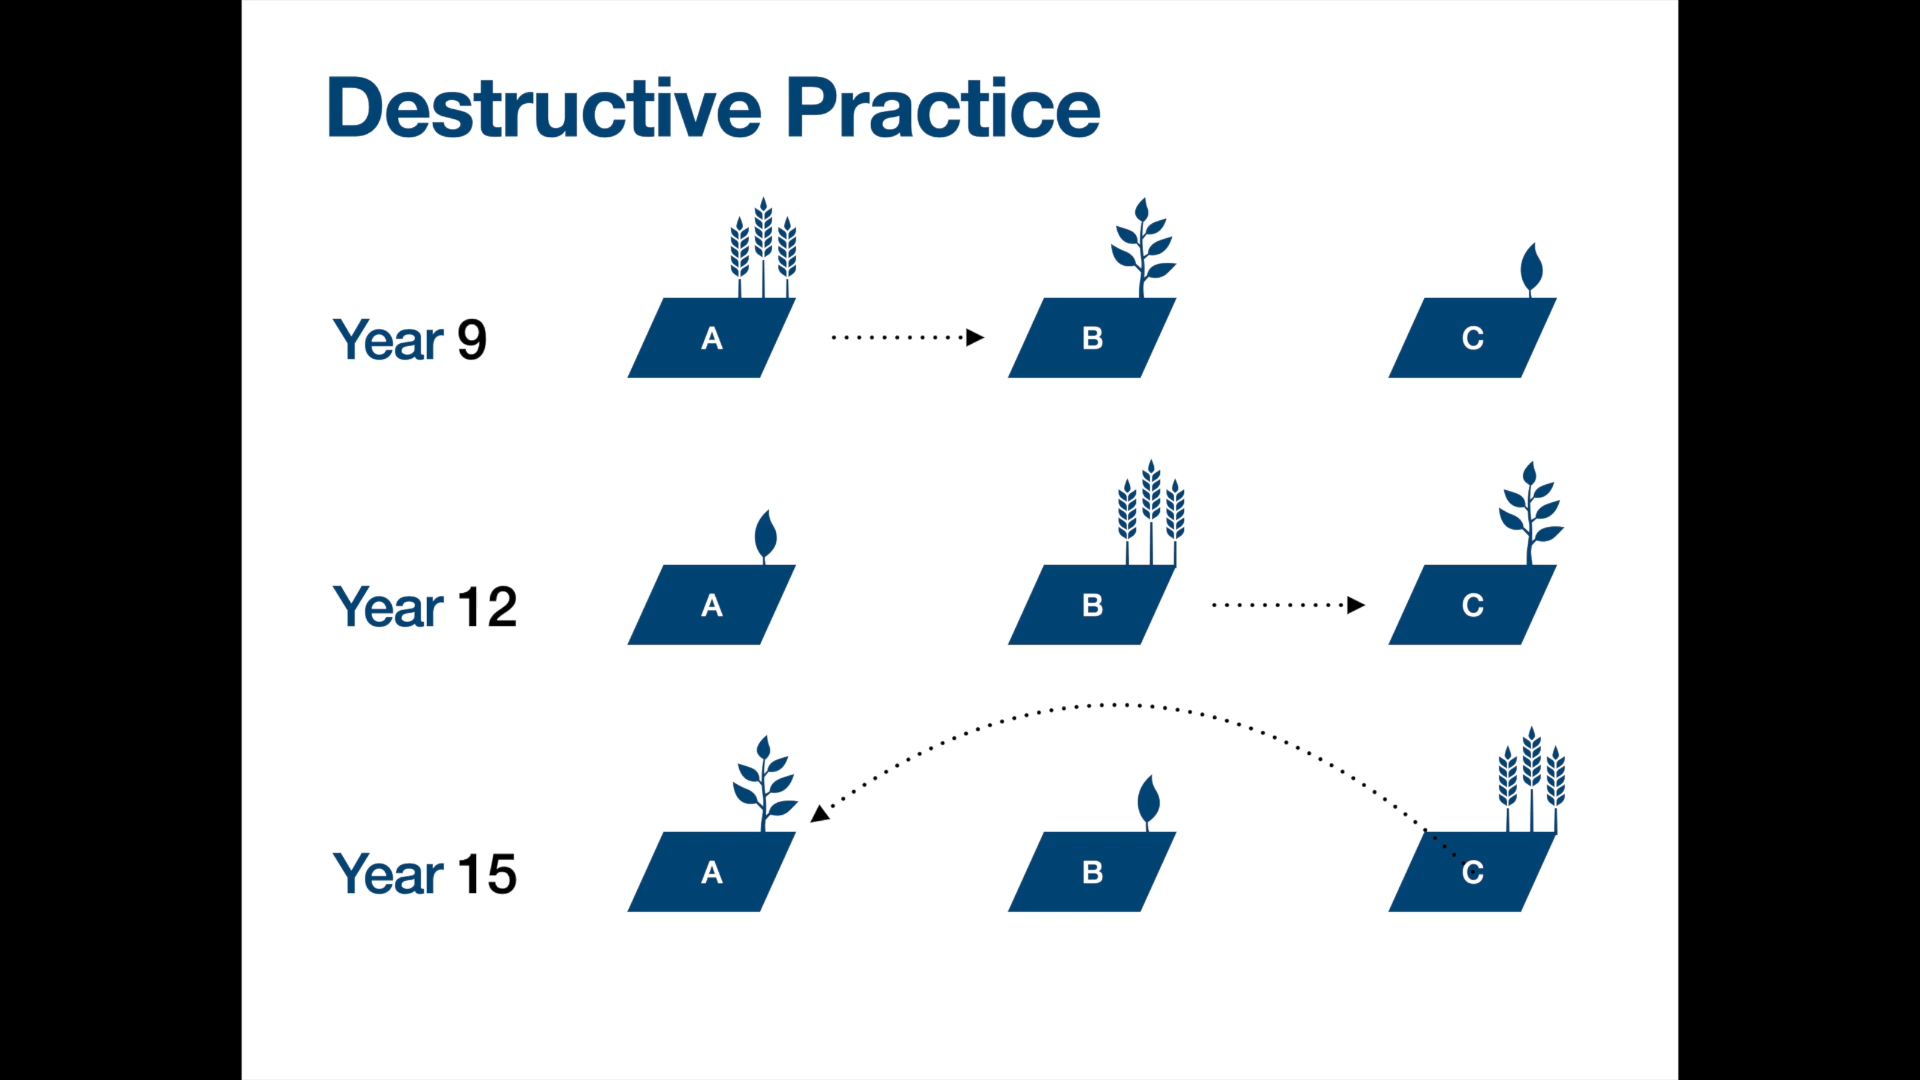 Destructive Practice
Year 9 A B C
Year 12 A B C
Year 15 A B C